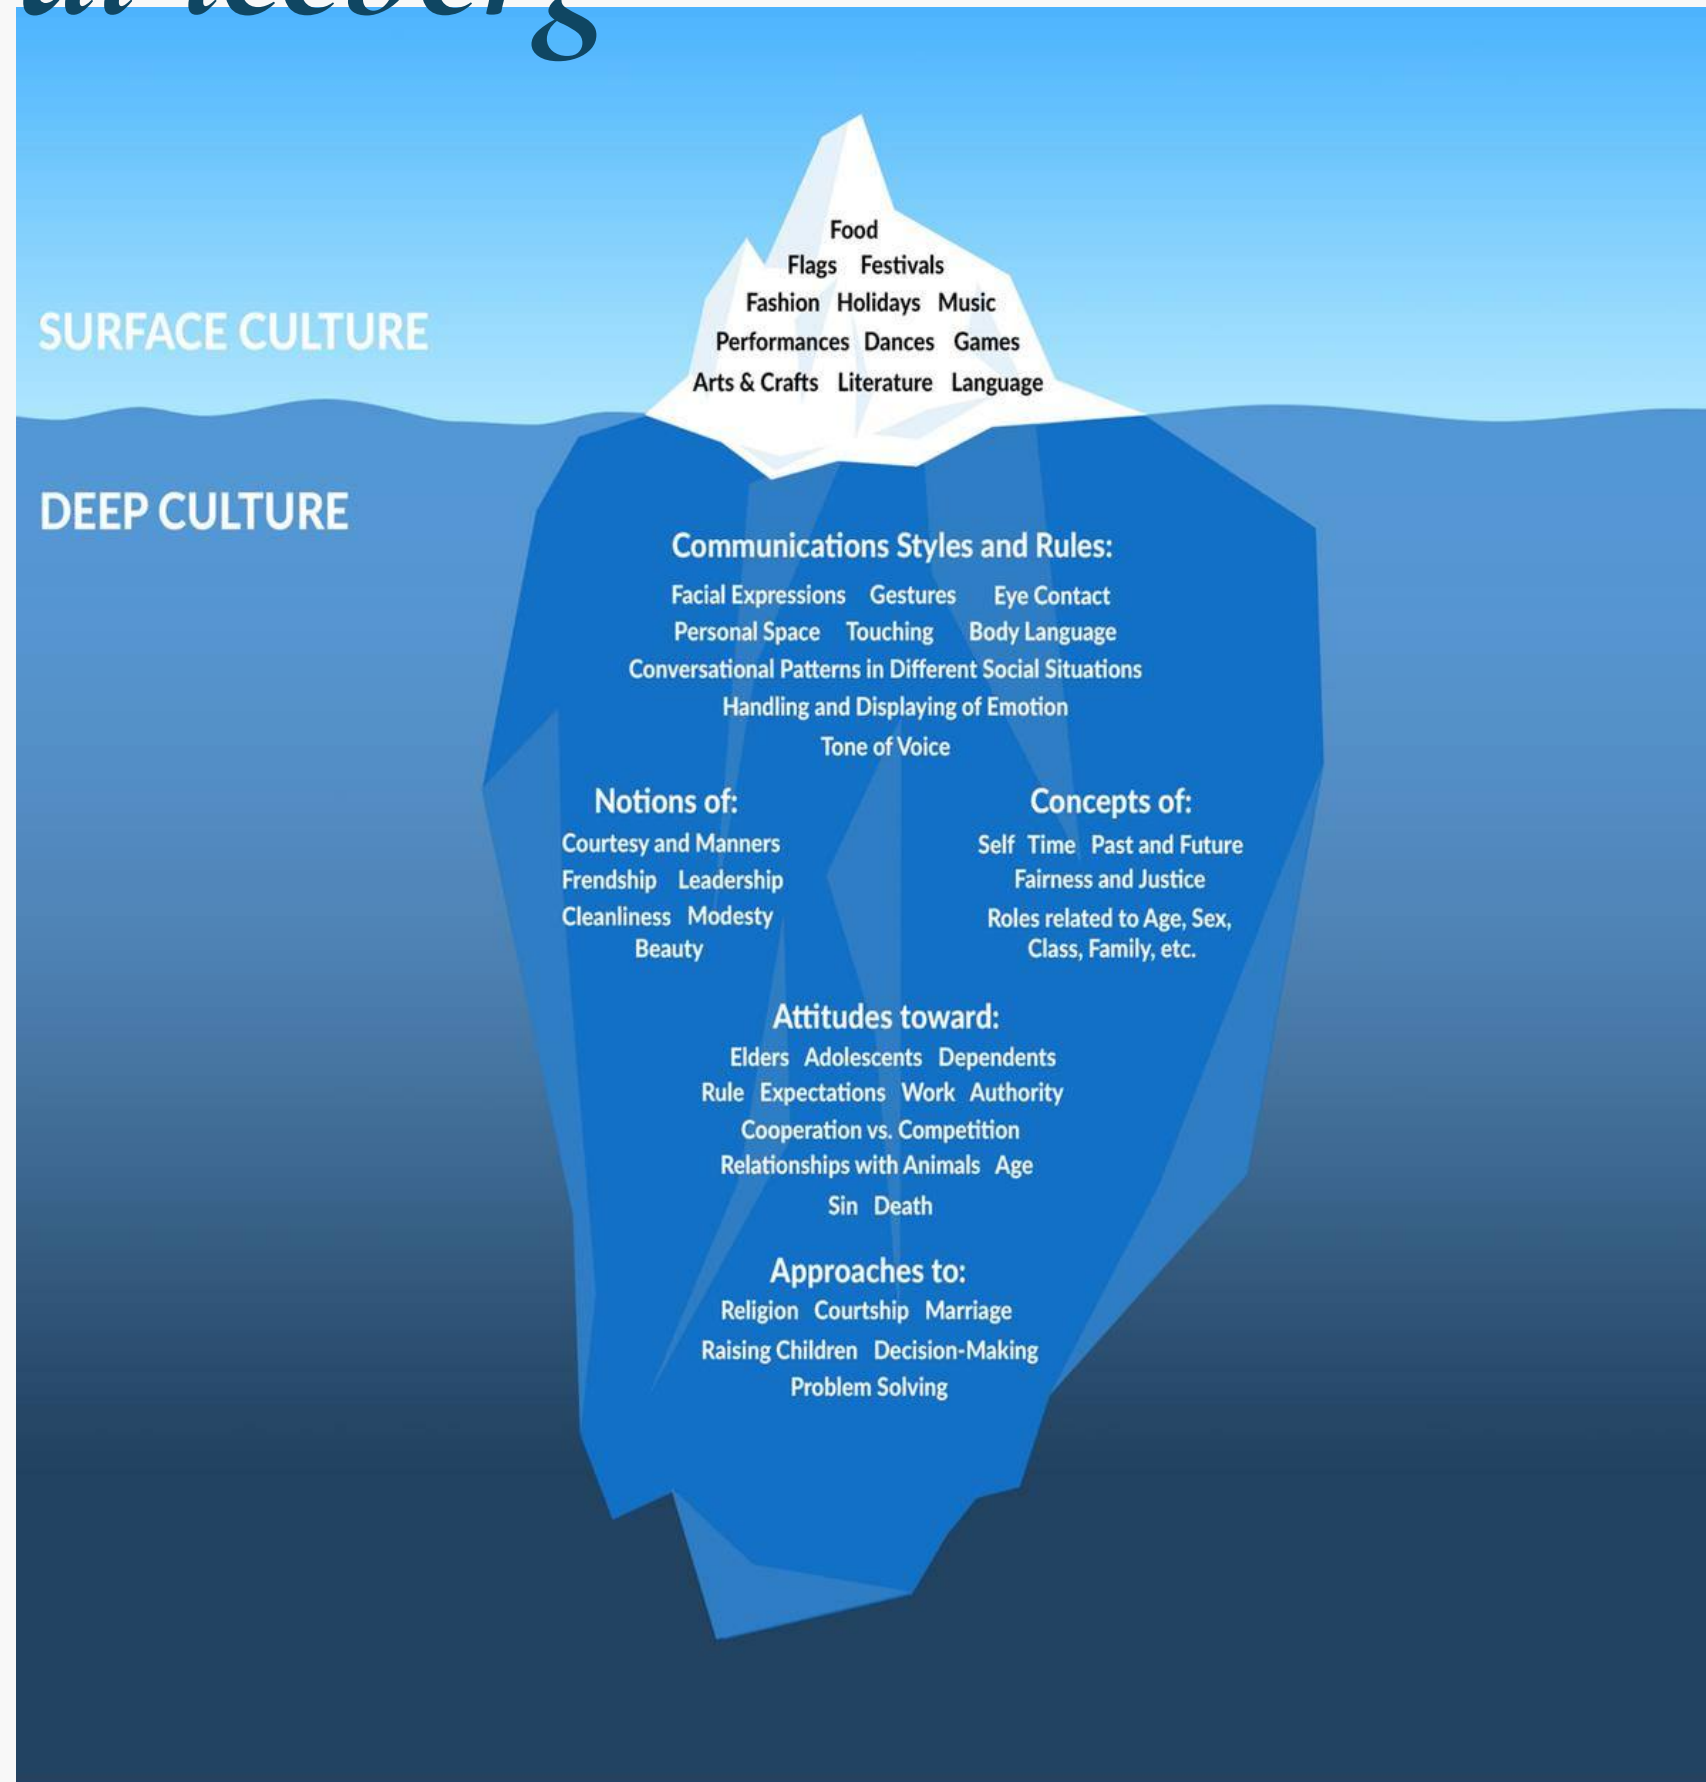 al iceberg
Food
Flags Festivals
Fashion Holidays Music
SURFACE CULTURE
Performances Dances Games
Arts & Crafts Literature Language
DEEP CULTURE
Communications Styles and Rules:
Facial Expressions Gestures Eye Contact
Personal Space Touching Body Language
Conversational Patterns in Different Social Situations
Handling and Displaying of Emotion
Tone of Voice
Notions of:
Courtesy and Manners
Frendship Leadership
Cleanliness Modesty
Beauty
Concepts of:
Self Time Past and Future
Fairness and Justice
Roles related to Age, Sex,
Class, Family, etc.
Attitudes toward:
Elders Adolescents Dependents
Rule Expectations Work Authority
Cooperation vs. Competition
Relationships with Animals Age
Sin Death
Approaches to:
Religion Courtship Marriage
Raising Children Decision-Making
Problem Solving